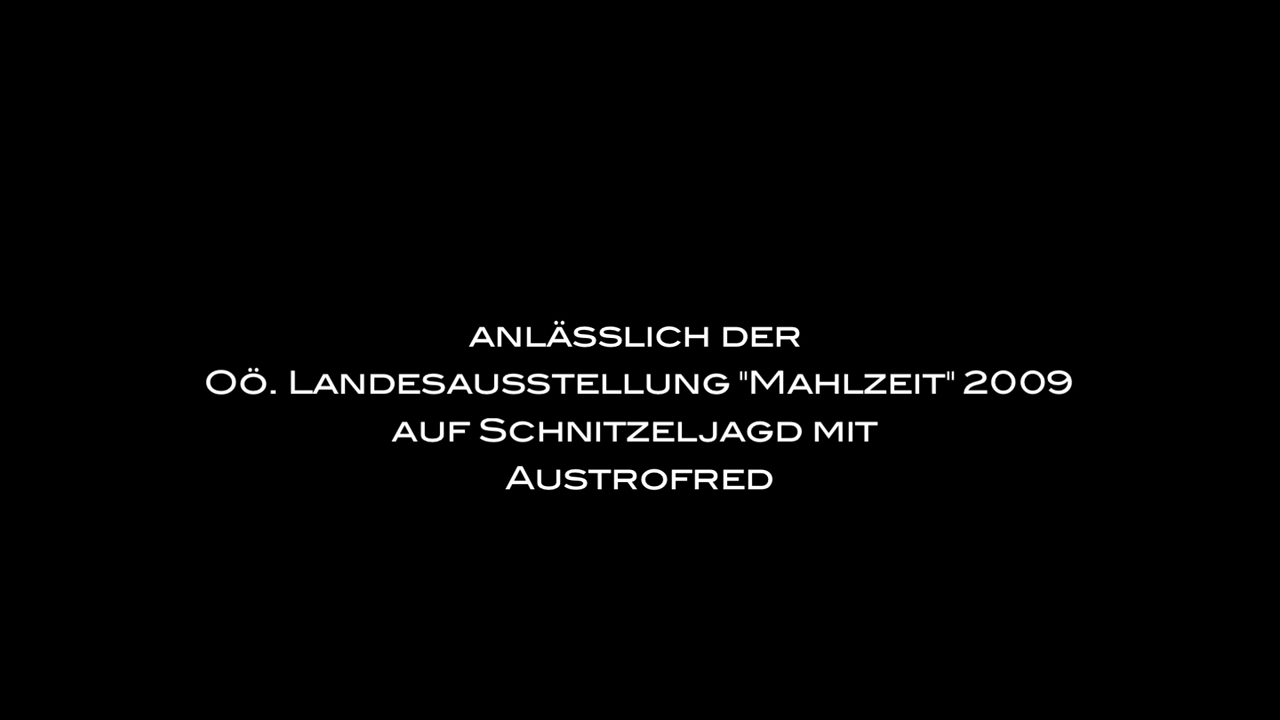 anlässlich der
Oö. Landesausstellung "Mahlzeit" 2009
auf Schnitzeljagd mit
Austrofred